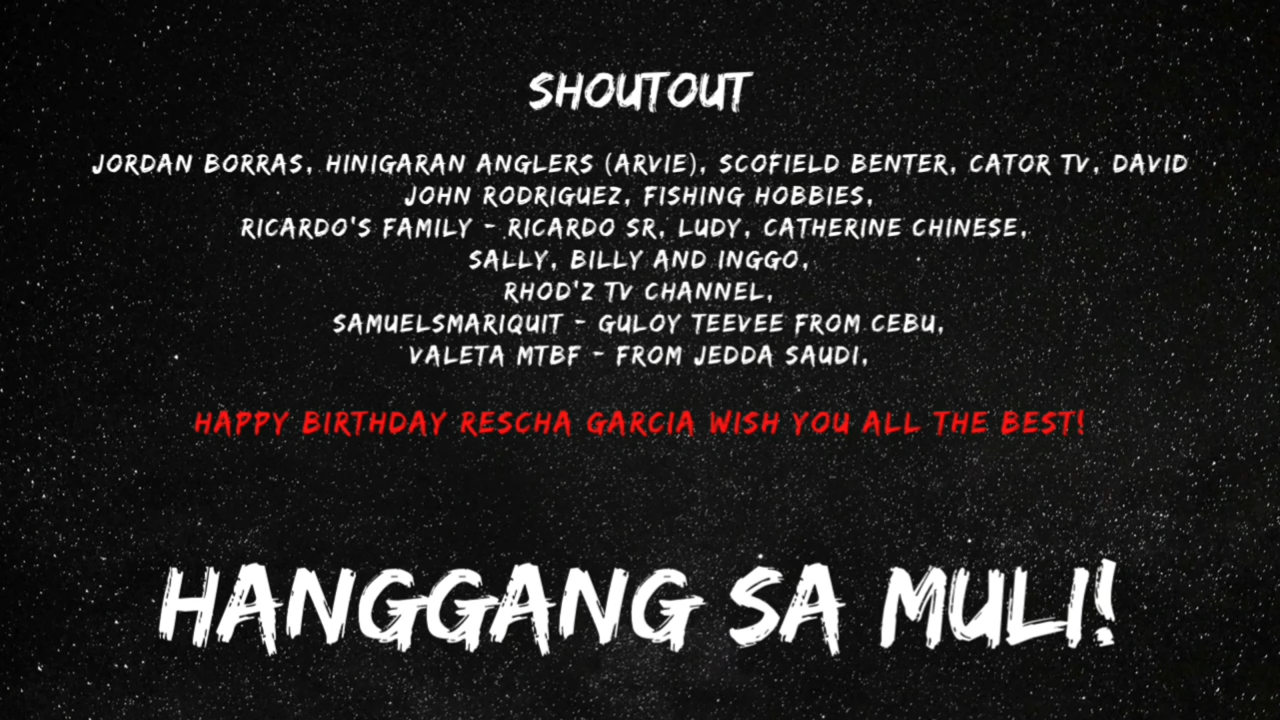 SHOUTOUT
JORDAN BORRAS, HINIGARAN ANGLERS (ARVIE), SCOFIELD BENTER, CATOR TV, DAVID
JOHN RODRIGUEZ, FISHING HOBBIES,
RICARDO'S FAMILY - RICARDO SR, LUDY, CATHERINE CHINESE,
SALLY, BILLY AND INGGO,
RHOD'Z TV CHANNEL,
SAMUELSMARIQUIT - GULOY TEEVEE FROM CEBU,
VALETA MTBF - FROM JEDDA SAUDI,
HAPPY BIRTHDAY RESCHA GARCIA WISH YOU ALL THE BEST!
HANGGANG SA MULI!